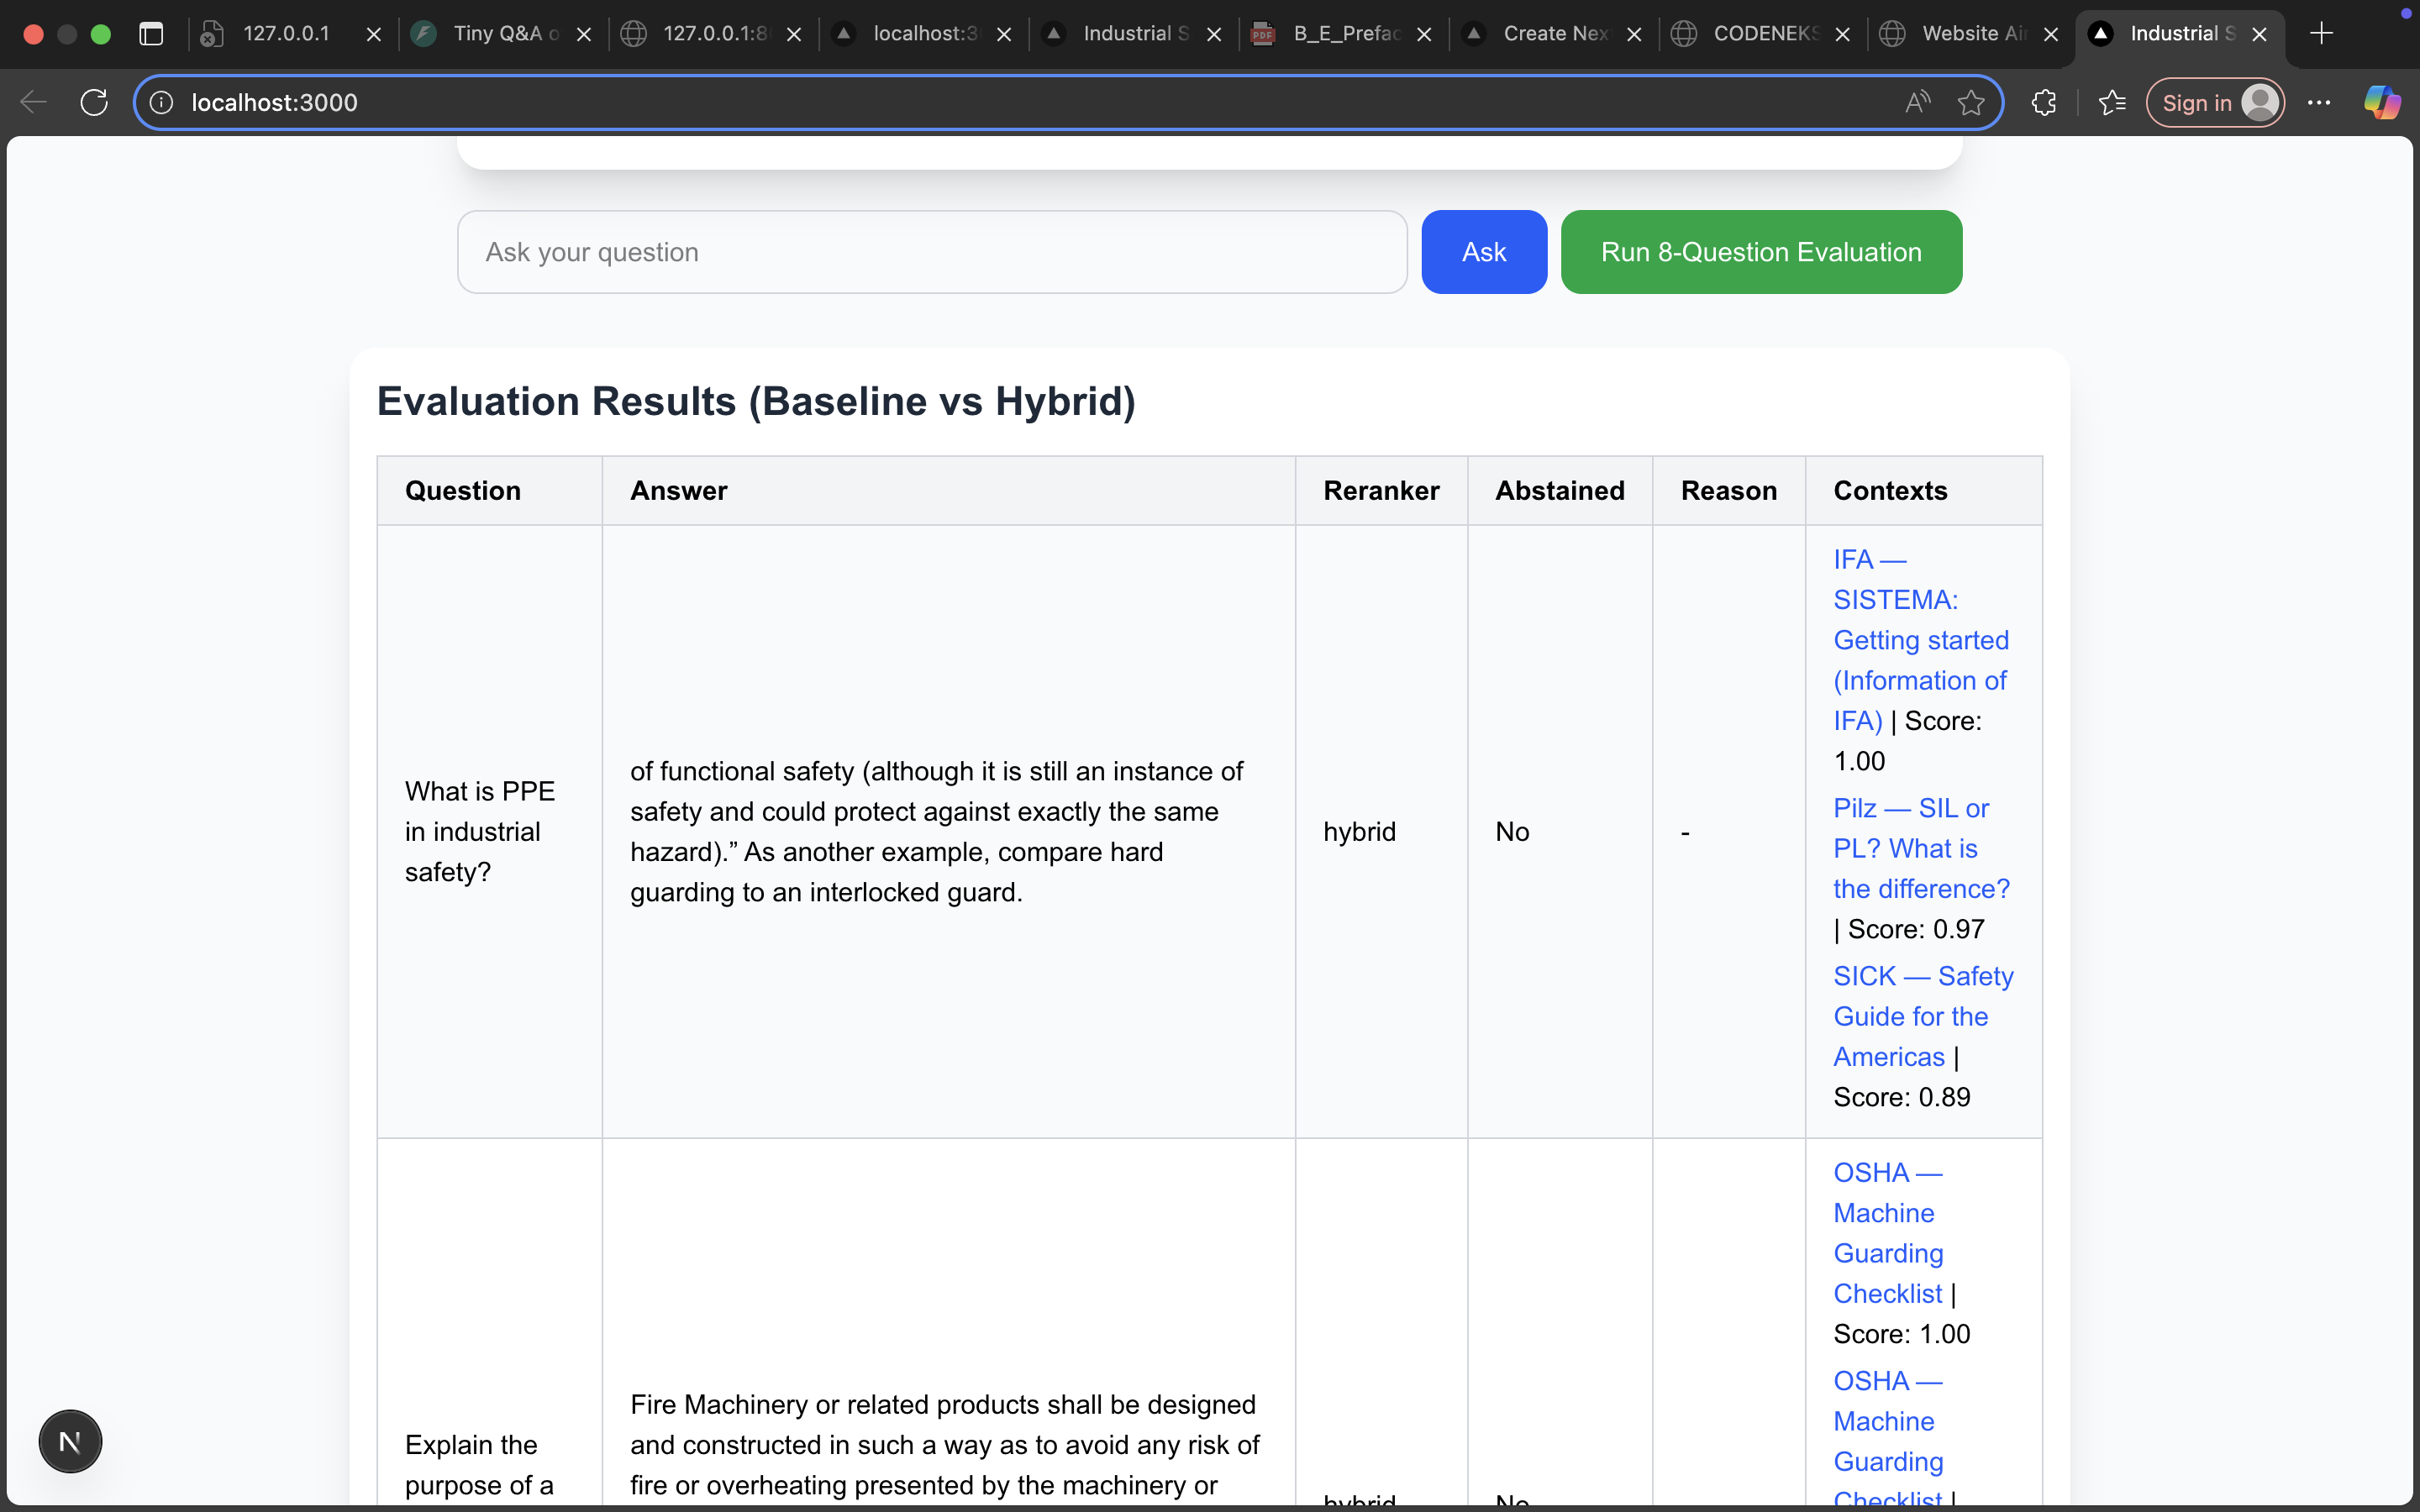 127.0.0.1
Tiny Q&A o
127.0.0.1:8
localhost:3
Industrial S
B_E_Prefac
Create Nex
CODENEKS
Website Air
Industrial S
localhost:3000
Sign in
Ask your question
Ask
Run 8-Question Evaluation
Evaluation Results (Baseline vs Hybrid)
Question
Answer
Reranker
Abstained
Reason
Contexts
What is PPE
in industrial
safety?
of functional safety (although it is still an instance of
safety and could protect against exactly the same
hazard).” As another example, compare hard
guarding to an interlocked guard.
hybrid
No
-
IFA —
SISTEMA:
Getting started
(Information of
IFA) | Score:
1.00
Pilz — SIL or
PL? What is
the difference?
| Score: 0.97
SICK — Safety
Guide for the
Americas |
Score: 0.89
Explain the
purpose of a
Fire Machinery or related products shall be designed
and constructed in such a way as to avoid any risk of
fire or overheating presented by the machinery or
hybrid
No
OSHA —
Machine
Guarding
Checklist |
Score: 1.00
OSHA —
Machine
Guarding
Checklist |
N